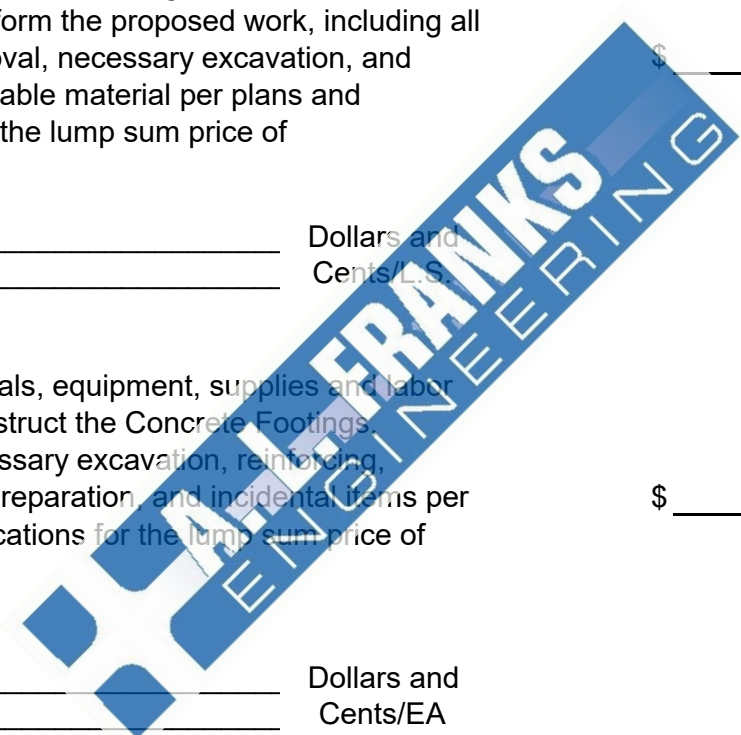 form the proposed work, including all
oval, necessary excavation, and
$
able material per plans and
the lump sum price of
Dollars and
Cents/L.S.
als, equipment, supplies and labor
struct the Concrete Footings.
ssary excavation, reinforcing,
reparation, and incidental items per
$
cations for the lump sum price of
Dollars and
Cents/EA
A.L. FRANKS
ENGINEERING